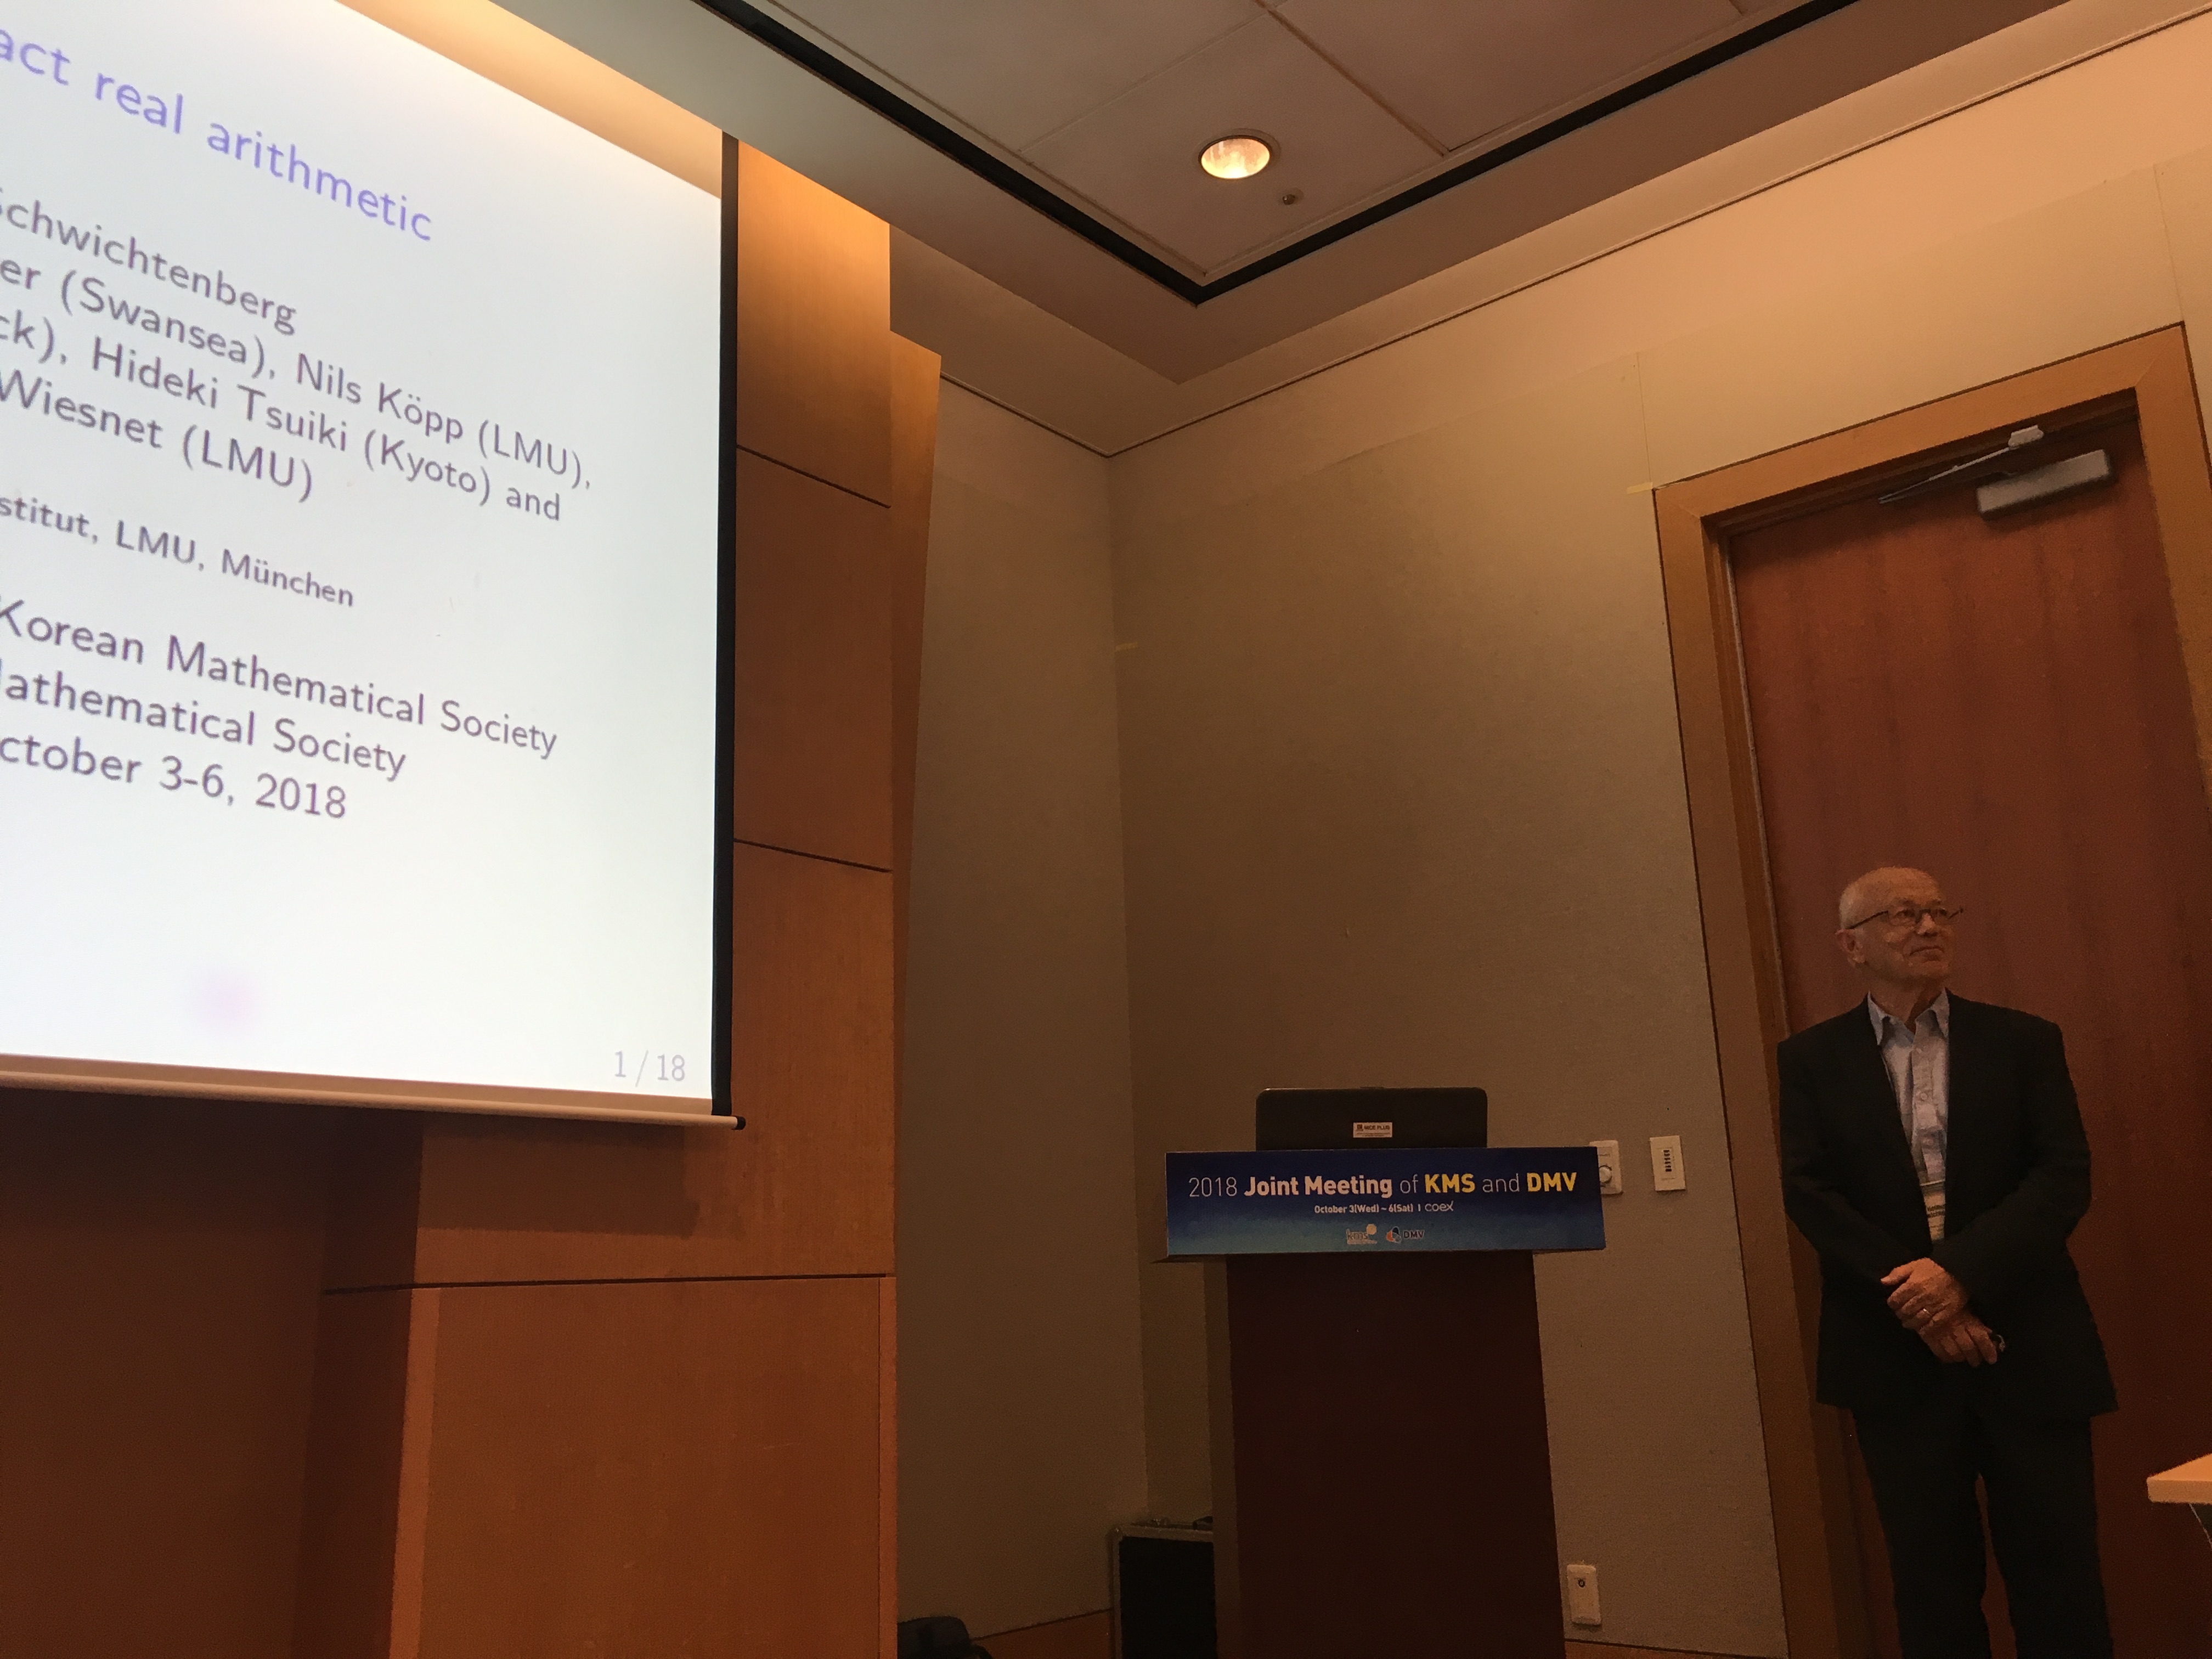 act real arithmetic
Schwichtenberg
er (Swansea), Nils Köpp (LMU),
ck), Hideki Tsuiki (Kyoto) and
Wiesnet (LMU)
stitut, LMU, München
Korean Mathematical Society
Mathematical Society
ctober 3-6, 2018
1 / 18
2018 Joint Meeting of KMS and DMV
October 3(Wed) ~ 6(Sat) | coex
DMV